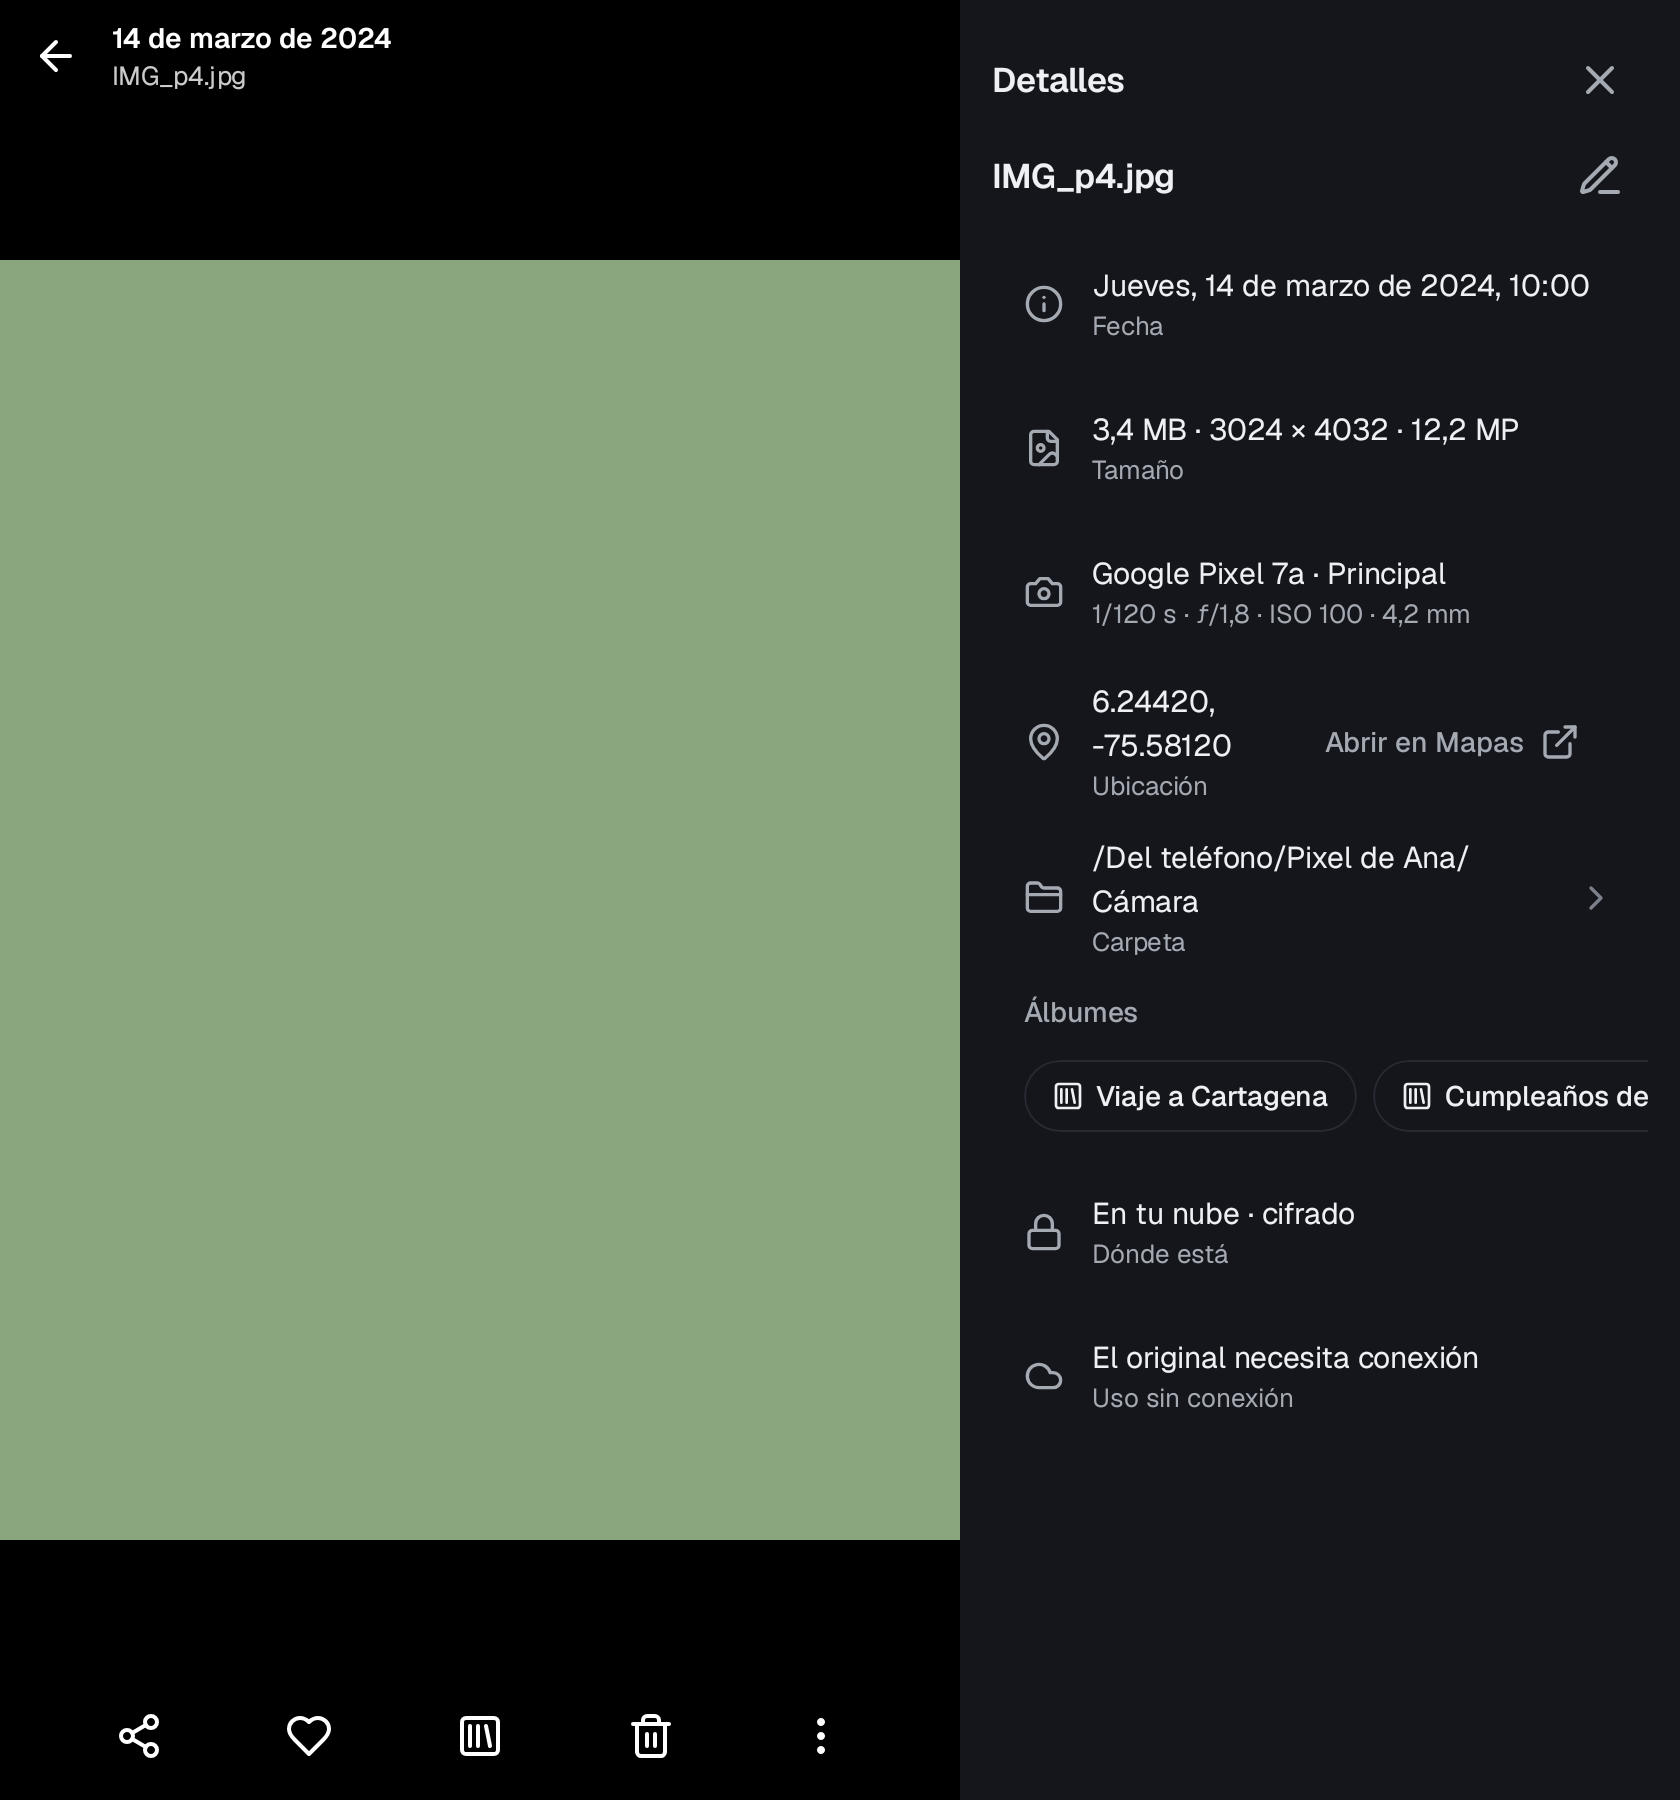 14 de marzo de 2024
IMG_p4.jpg
Detalles
IMG_p4.jpg
Jueves, 14 de marzo de 2024, 10:00
Fecha
3,4 MB · 3024 × 4032 · 12,2 MP
Tamaño
Google Pixel 7a · Principal
1/120 s · ƒ/1,8 · ISO 100 · 4,2 mm
6.24420,
-75.58120
Abrir en Mapas
Ubicación
/Del teléfono/Pixel de Ana/
Cámara
Carpeta
Álbumes
Viaje a Cartagena
Cumpleaños de
En tu nube · cifrado
Dónde está
El original necesita conexión
Uso sin conexión